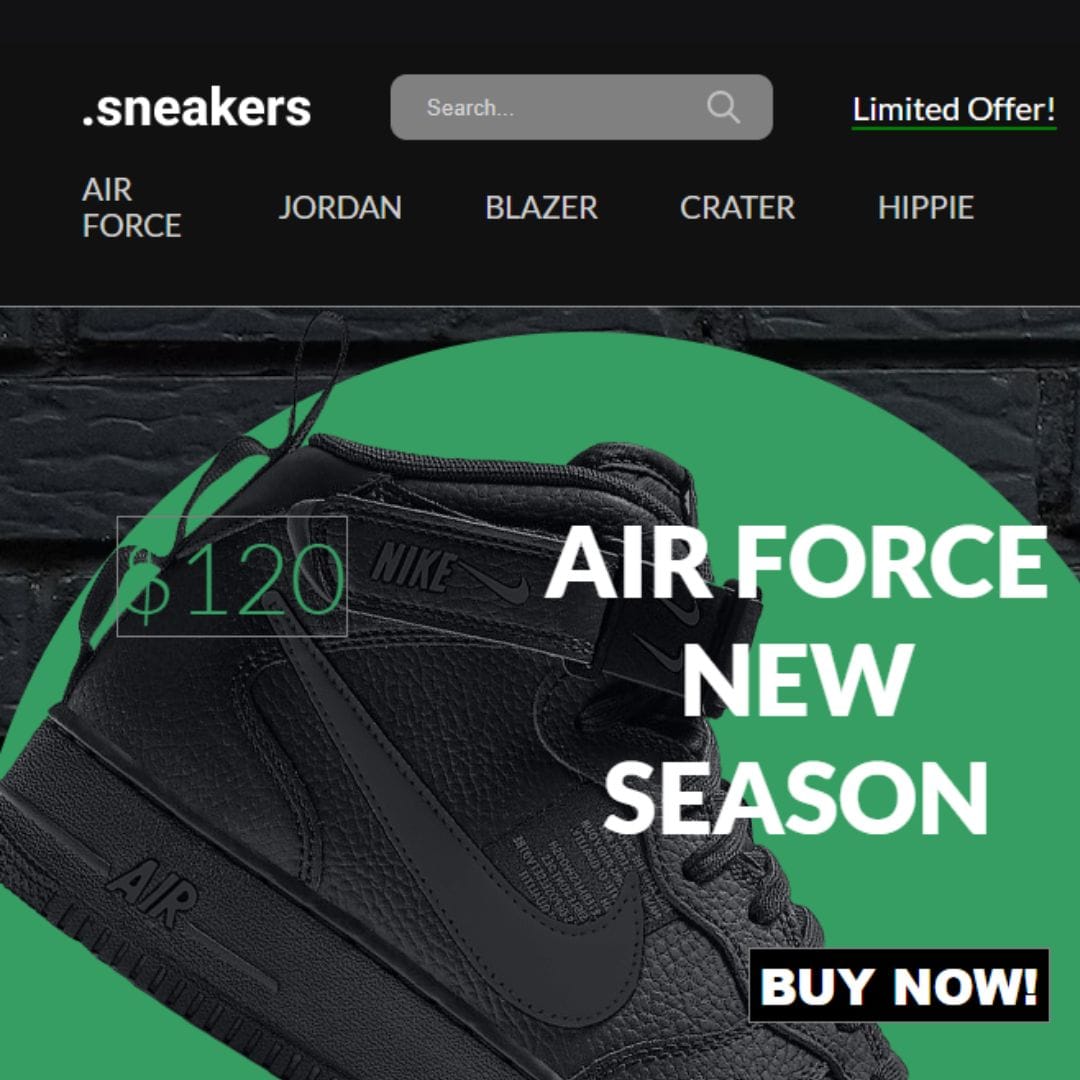 .sneakers
Search...
Limited Offer!
AIR
FORCE
JORDAN
BLAZER
CRATER
HIPPIE
$120
NIKE
AIR FORCE
NEW
SEASON
AIR
BUY NOW!